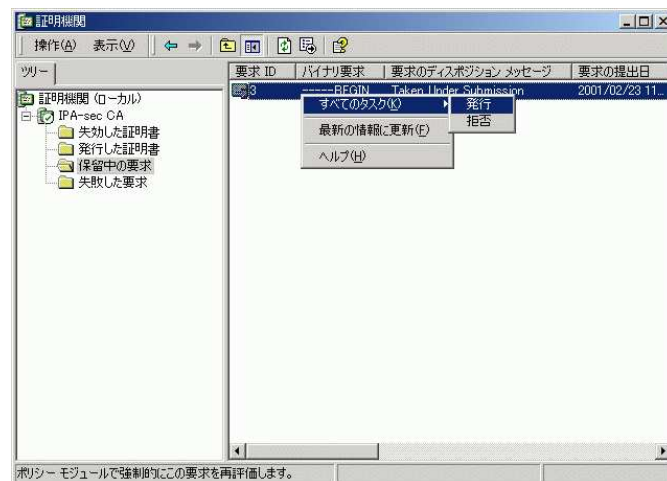 証明機関
操作(A) 表示(V)
ツリー
証明機関 (ローカル)
IPA-sec CA
失効した証明書
発行した証明書
保留中の要求
失敗した要求
要求 ID バイナリ要求 要求のディスポジション メッセージ 要求の提出日
3 -----BEGIN... Taken Under Submission 2001/02/23 11...
すべてのタスク(K)
最新の情報に更新(F)
ヘルプ(H)
発行
拒否
ポリシー モジュールで強制的にこの要求を再評価します。